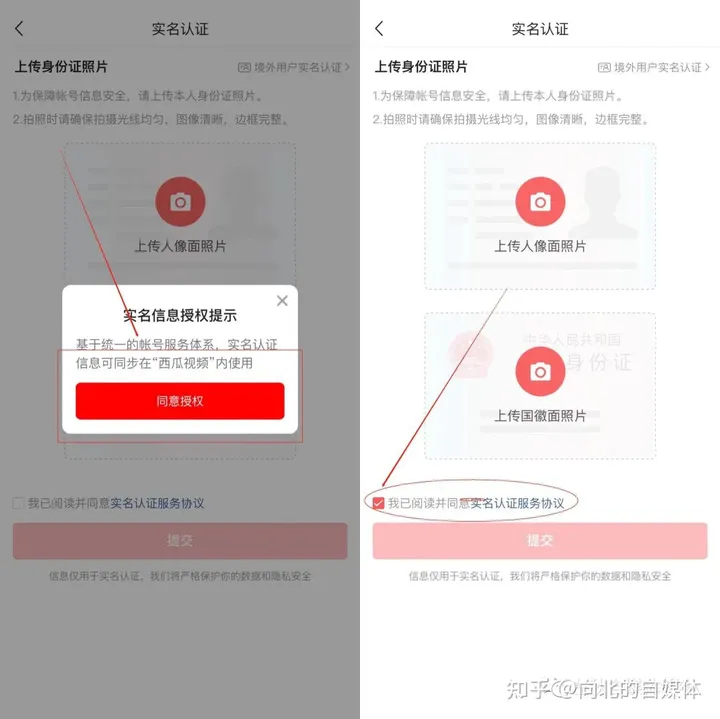 实名认证
上传身份证照片
境外用户实名认证
1.为保障帐号信息安全，请上传本人身份证照片。
2.拍照时请确保拍摄光线均匀，图像清晰，边框完整。
上传人像面照片
实名信息授权提示
基于统一的帐号服务体系，实名认证
信息可同步在“西瓜视频”内使用
同意授权
我已阅读并同意实名认证服务协议
提交
信息仅用于实名认证，我们将严格保护你的数据和隐私安全
实名认证
上传身份证照片
境外用户实名认证
1.为保障帐号信息安全，请上传本人身份证照片。
2.拍照时请确保拍摄光线均匀，图像清晰，边框完整。
上传人像面照片
中华人民共和国
身份证
上传国徽面照片
我已阅读并同意实名认证服务协议
提交
信息仅用于实名认证，我们将严格保护你的数据和隐私安全
知乎 @向北的自媒体